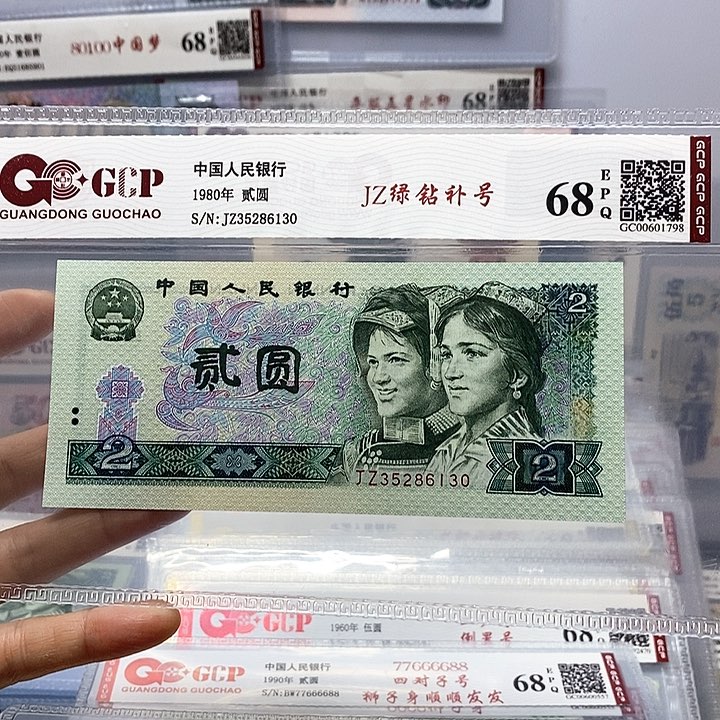 80100中国梦
68
EPQ
68
GCP
GUANGDONG GUOCHAO
中国人民银行
1980年 贰圆
S/N:JZ35286130
JZ绿钻补号
68
EPQ
GC00601798
GCP GCP GCP
中国人民银行
2
贰圆
2
JZ35286130
2
GCP
1960年 伍圆
倒置号
68
GCP
GUANGDONG GUOCHAO
中国人民银行
1990年 贰圆
S/N:BW77666688
77666688
四对子号
狮子身顺顺发发
68
EPQ